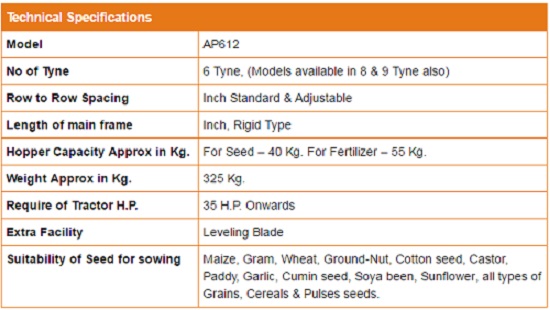 Technical Specifications
Model AP612
No of Tyne 6 Tyne, (Models available in 8 & 9 Tyne also)
Row to Row Spacing Inch Standard & Adjustable
Length of main frame Inch, Rigid Type
Hopper Capacity Approx in Kg. For Seed – 40 Kg. For Fertilizer – 55 Kg.
Weight Approx in Kg. 325 Kg.
Require of Tractor H.P. 35 H.P. Onwards
Extra Facility Leveling Blade
Suitability of Seed for sowing Maize, Gram, Wheat, Ground-Nut, Cotton seed, Castor,
Paddy, Garlic, Cumin seed, Soya been, Sunflower, all types of
Grains, Cereals & Pulses seeds.